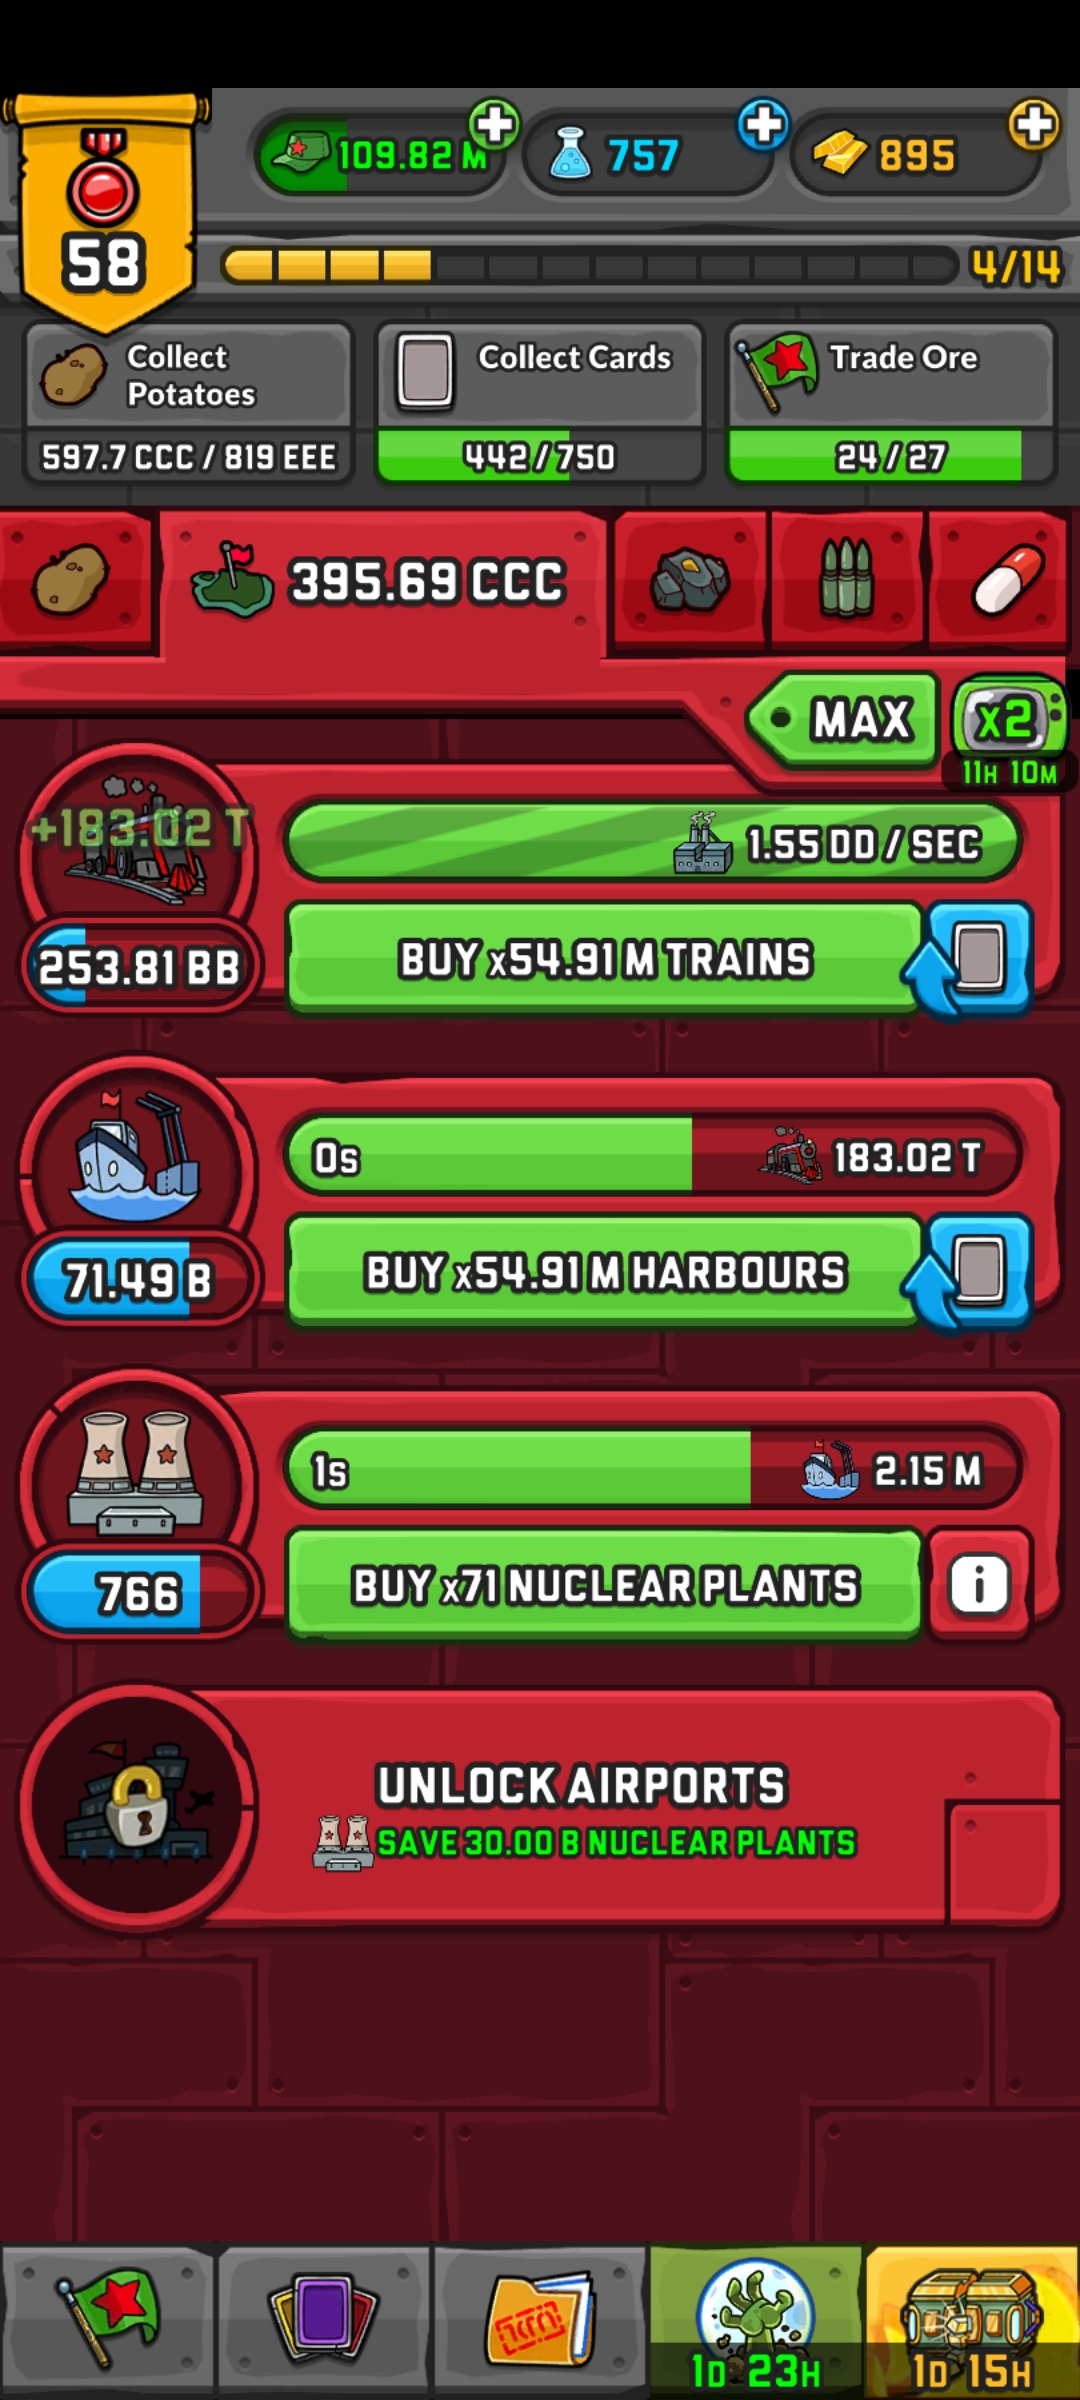 109.82 M
757
895
58
4/14
Collect
Potatoes
597.7 CCC / 819 EEE
Collect Cards
442/750
Trade Ore
24/27
395.69 CCC
MAX
x2
11H 10M
+183.02 T
1.55 DD / SEC
253.81 BB
BUY x54.91 M TRAINS
0s
183.02 T
71.49 B
BUY x54.91 M HARBOURS
1s
2.15 M
766
BUY x71 NUCLEAR PLANTS
i
UNLOCK AIRPORTS
SAVE 30.00 B NUCLEAR PLANTS
1D 23H
1D 15H